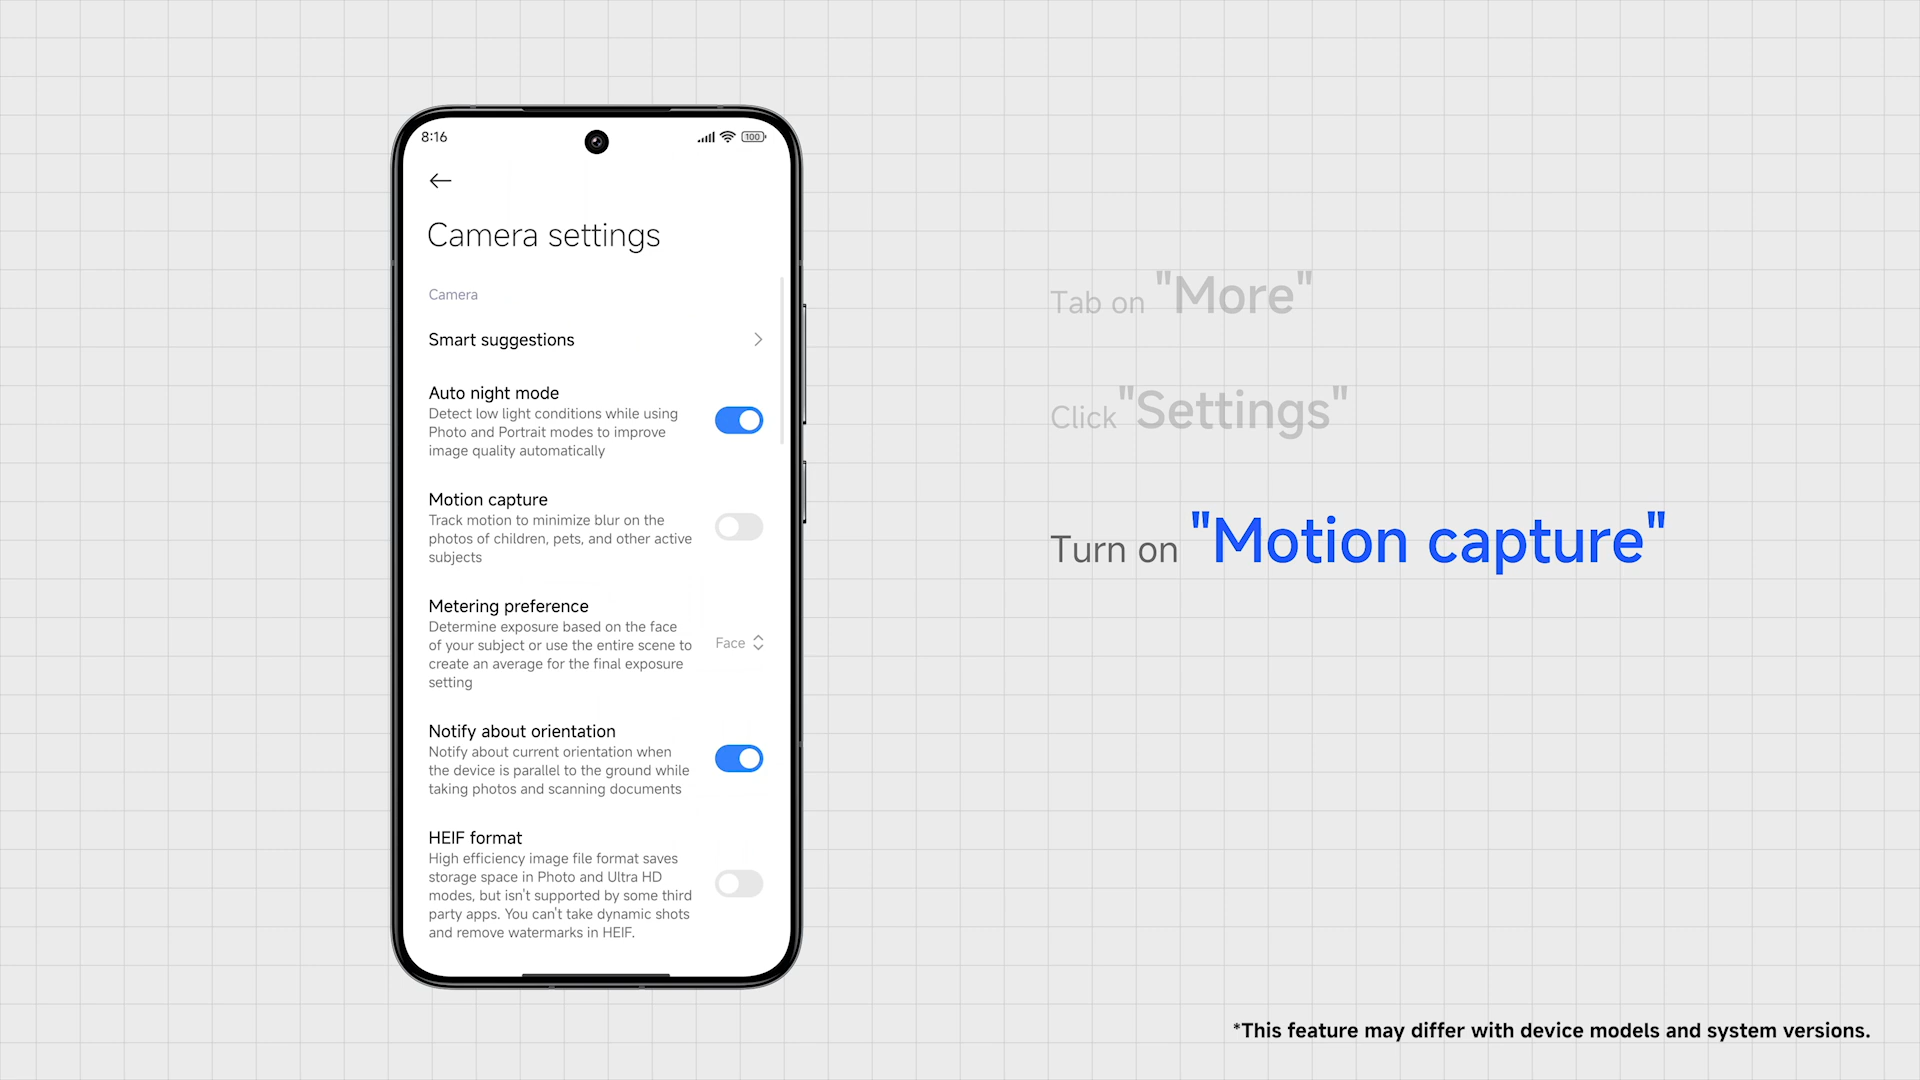 8:16
100
Camera settings
Camera
Smart suggestions
Auto night mode
Detect low light conditions while using
Photo and Portrait modes to improve
image quality automatically
Motion capture
Track motion to minimize blur on the
photos of children, pets, and other active
subjects
Metering preference
Determine exposure based on the face
of your subject or use the entire scene to
create an average for the final exposure
setting
Face
Notify about orientation
Notify about current orientation when
the device is parallel to the ground while
taking photos and scanning documents
HEIF format
High efficiency image file format saves
storage space in Photo and Ultra HD
modes, but isn't supported by some third
party apps. You can't take dynamic shots
and remove watermarks in HEIF.
Tab on "More"
Click"Settings"
Turn on "Motion capture"
*This feature may differ with device models and system versions.